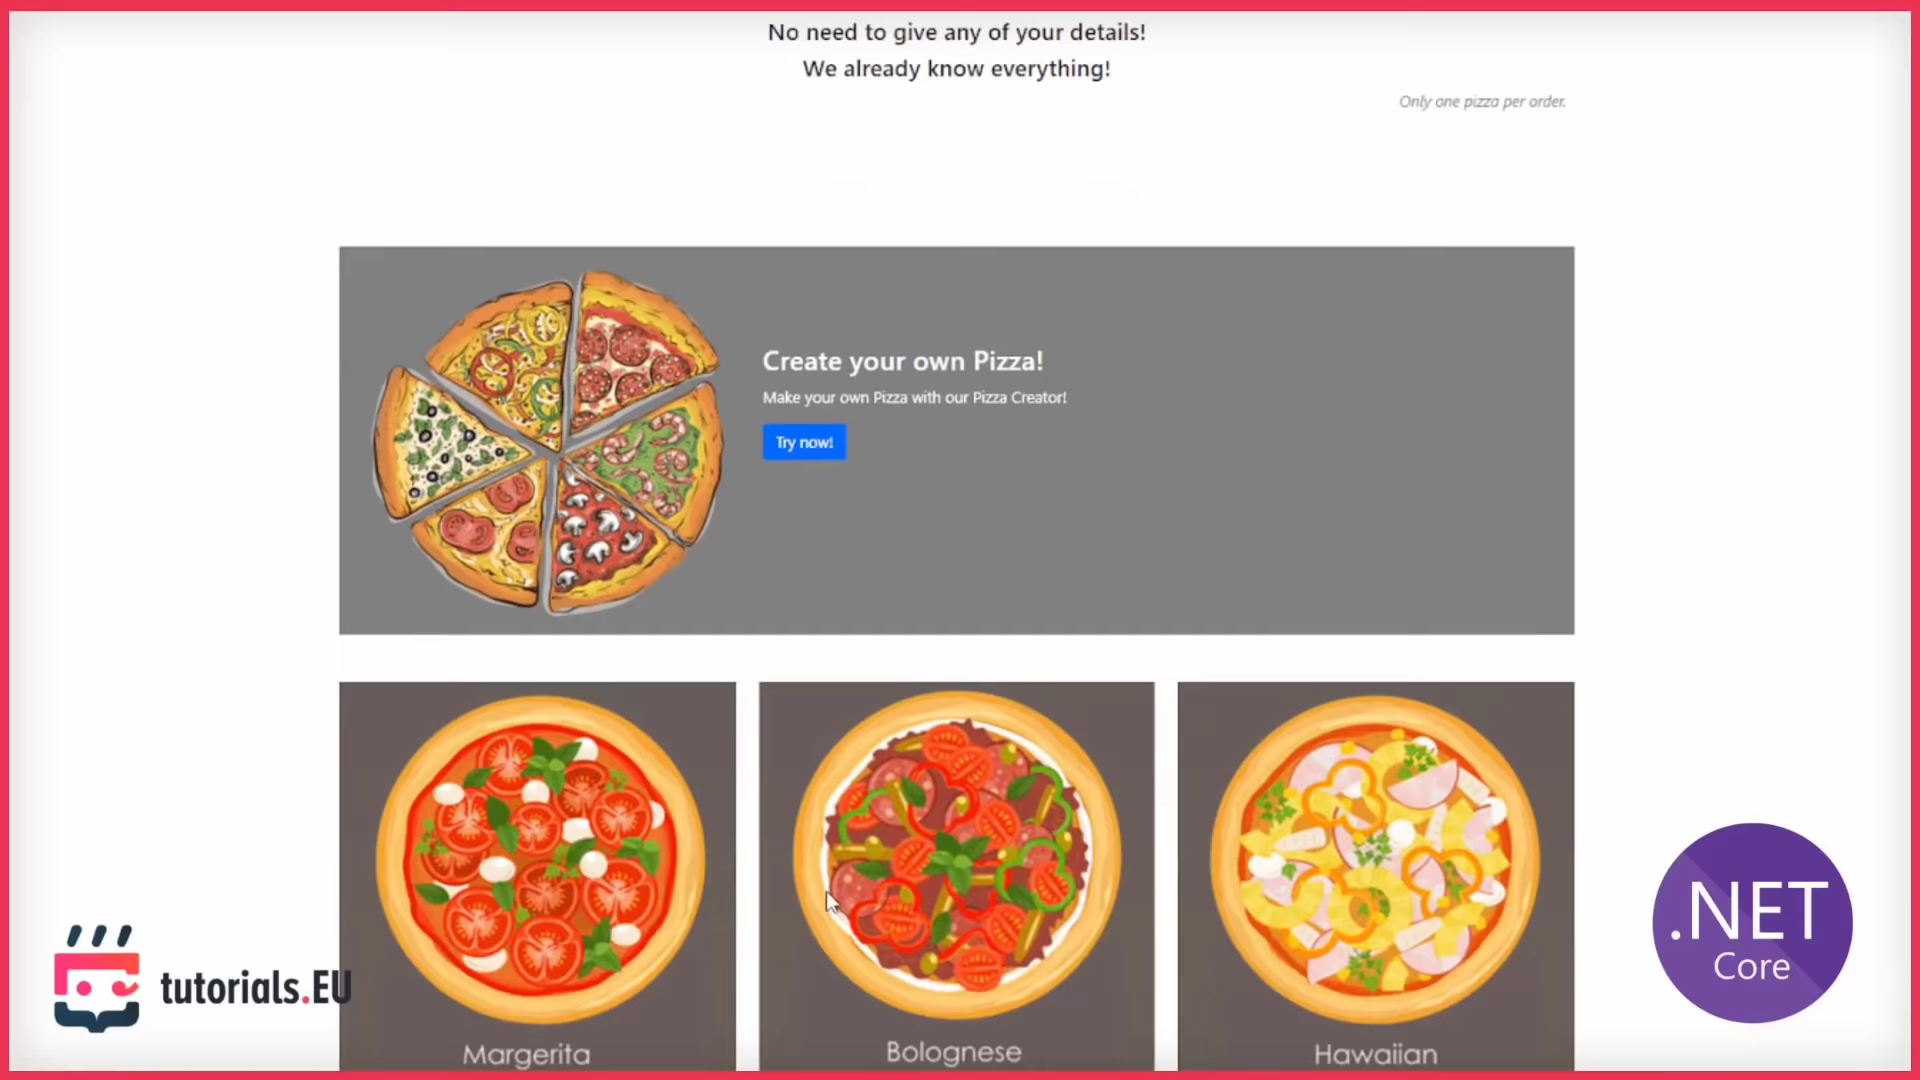 No need to give any of your details!
We already know everything!
Only one pizza per order.
Create your own Pizza!
Make your own Pizza with our Pizza Creator!
Try now!
Margerita
Bolognese
Hawaiian
tutorials.EU
.NET
Core